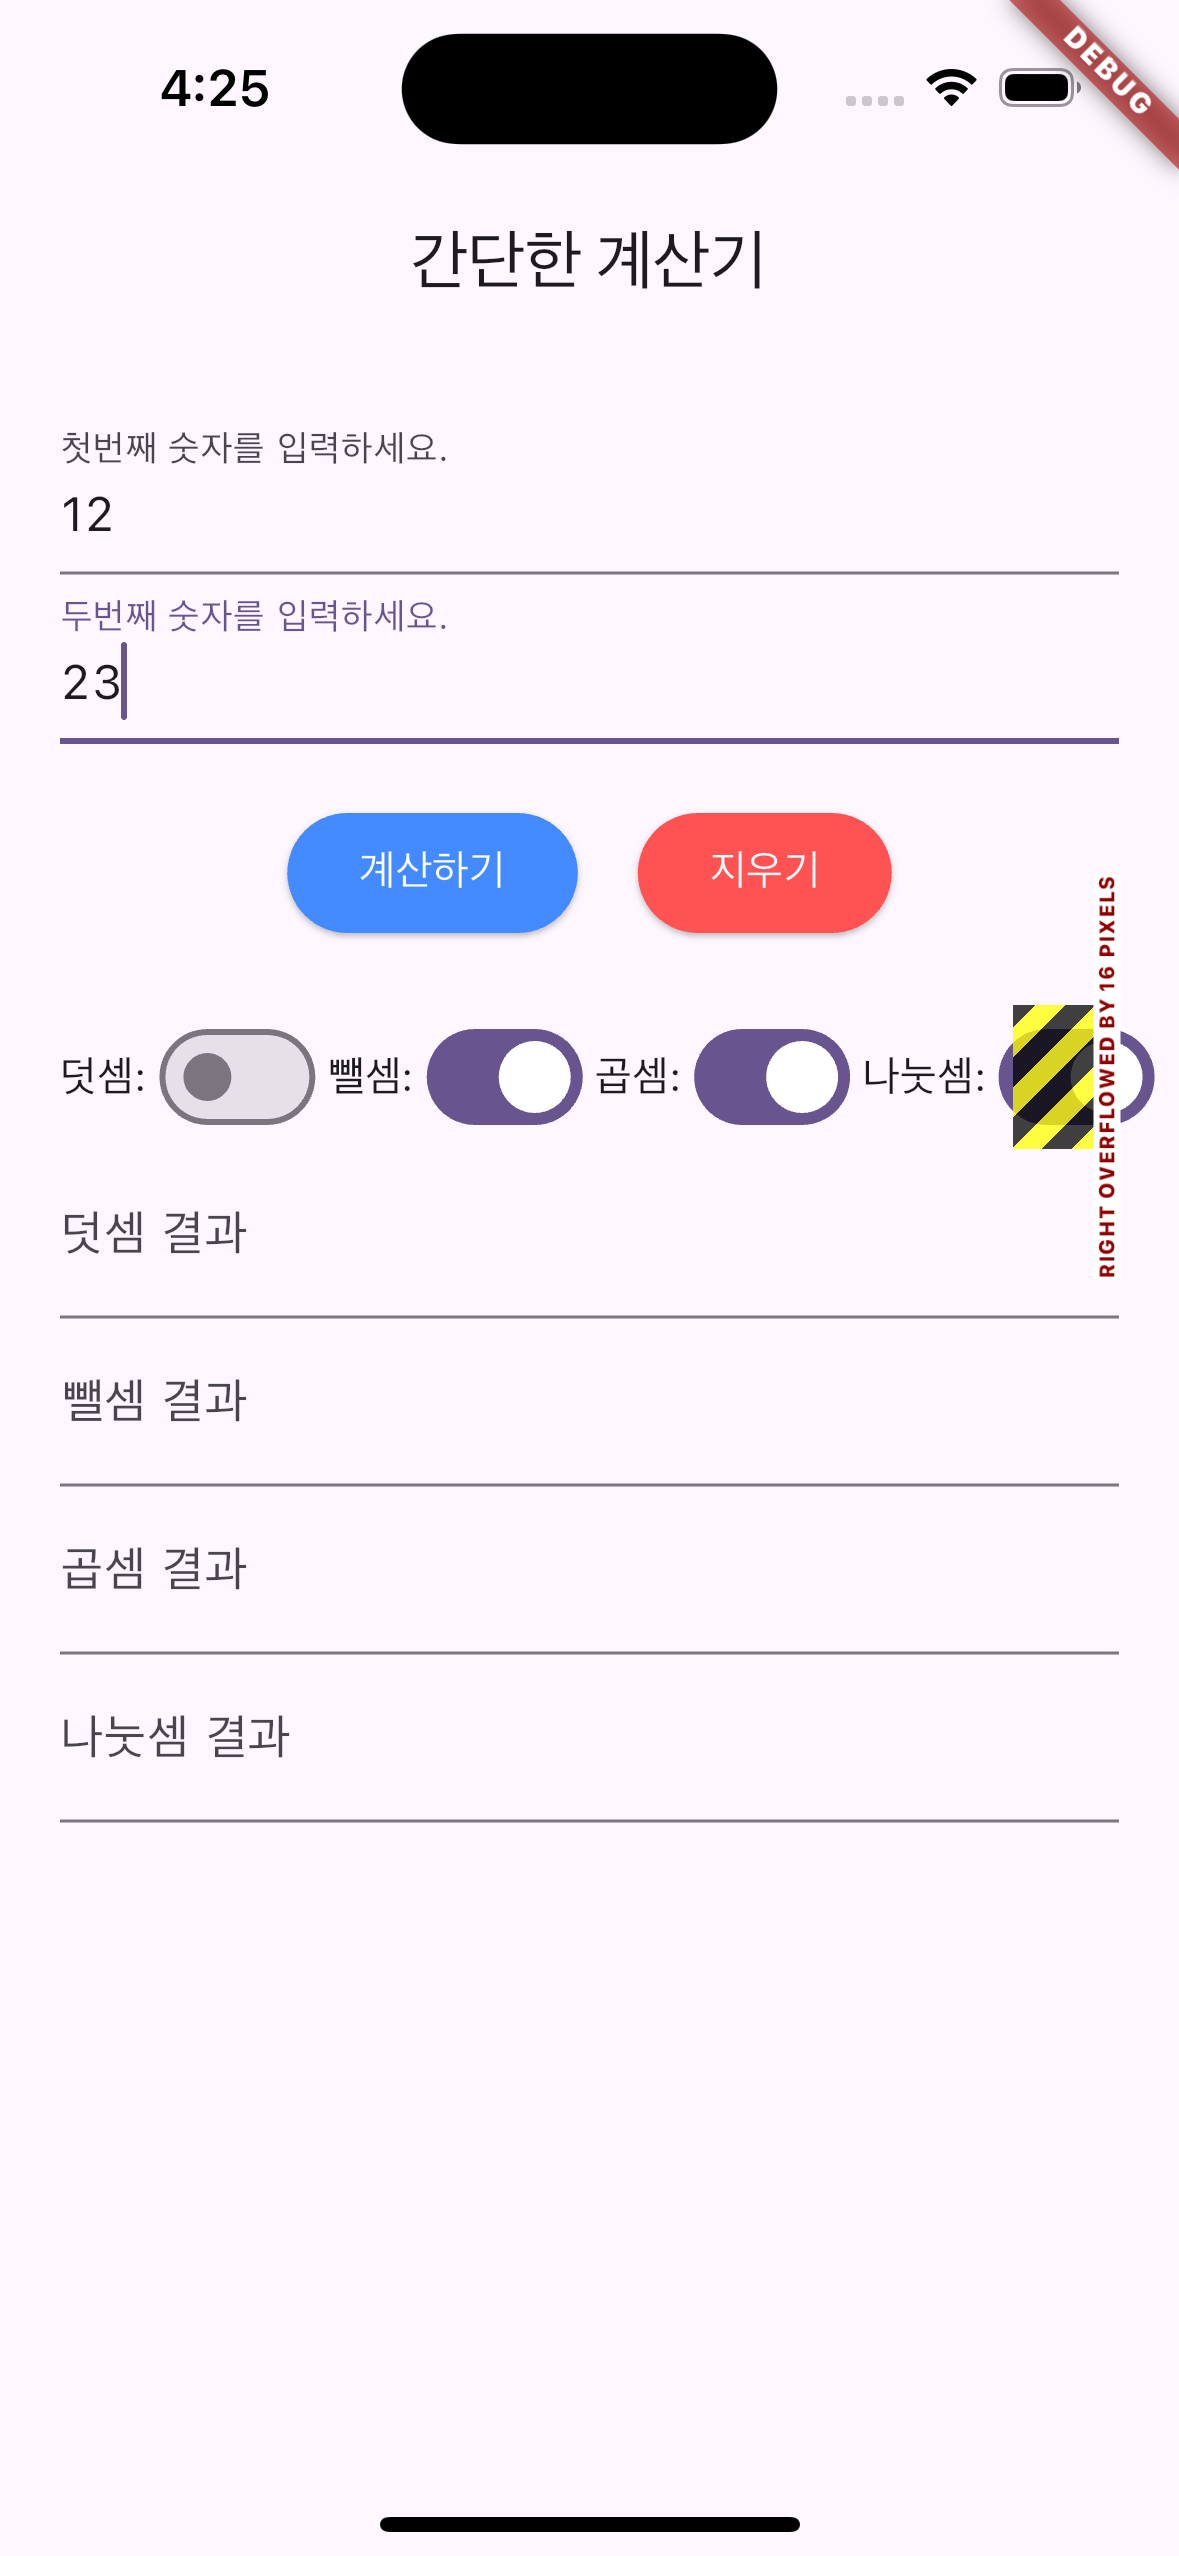 4:25
DEBUG
간단한 계산기
첫번째 숫자를 입력하세요.
12
두번째 숫자를 입력하세요.
23
계산하기 지우기
덧셈: 뺄셈: 곱셈: 나눗셈:
RIGHT OVERFLOWED BY 16 PIXELS
덧셈 결과
뺄셈 결과
곱셈 결과
나눗셈 결과